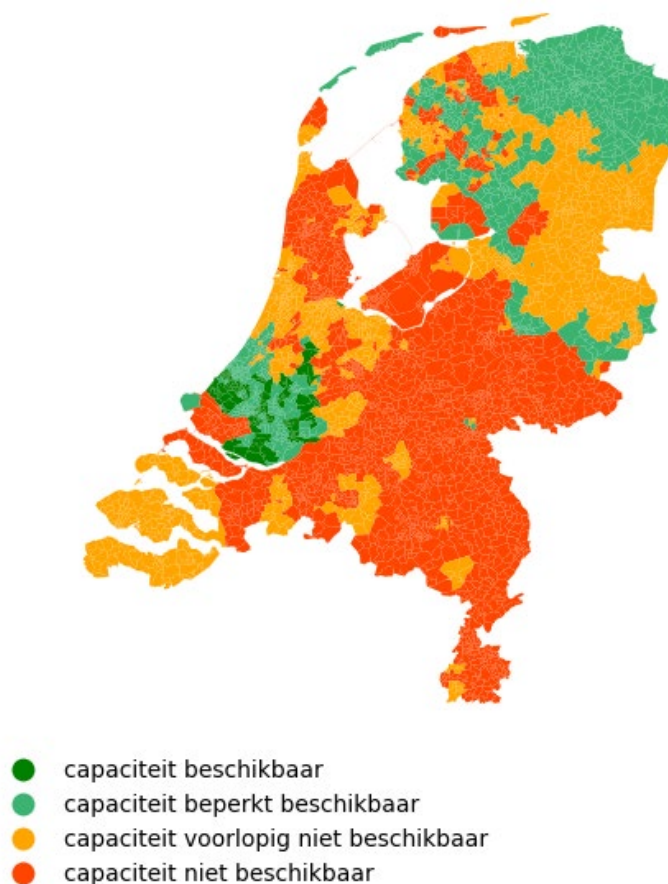 capaciteit beschikbaar
capaciteit beperkt beschikbaar
capaciteit voorlopig niet beschikbaar
capaciteit niet beschikbaar